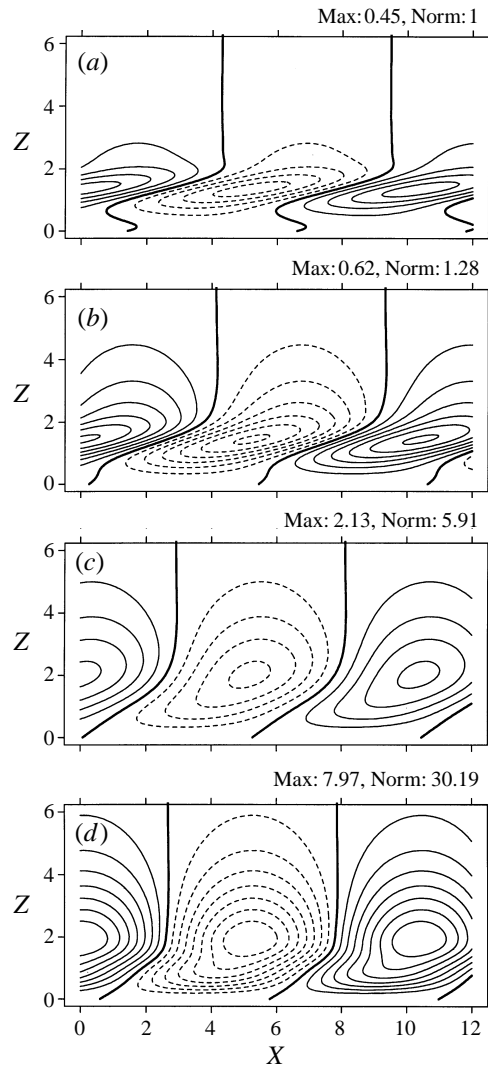 Max: 0.45, Norm: 1
6
(a)
4
Z
2
0
Max: 0.62, Norm: 1.28
6
(b)
4
Z
2
0
Max: 2.13, Norm: 5.91
6
(c)
4
Z
2
0
Max: 7.97, Norm: 30.19
6
(d)
4
Z
2
0
0 2 4 6 8 10 12
X